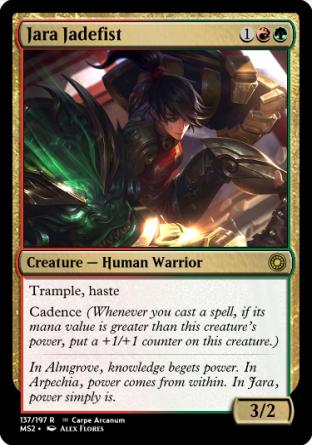 Jara Jadefist 1
Creature — Human Warrior
Trample, haste
Cadence (Whenever you cast a spell, if its
mana value is greater than this creature's
power, put a +1/+1 counter on this creature.)
In Almgrove, knowledge begets power. In
Arpechia, power comes from within. In Jara,
power simply is.
3/2
137/197 R Carpe Arcanum
MS2 • Alex Flores